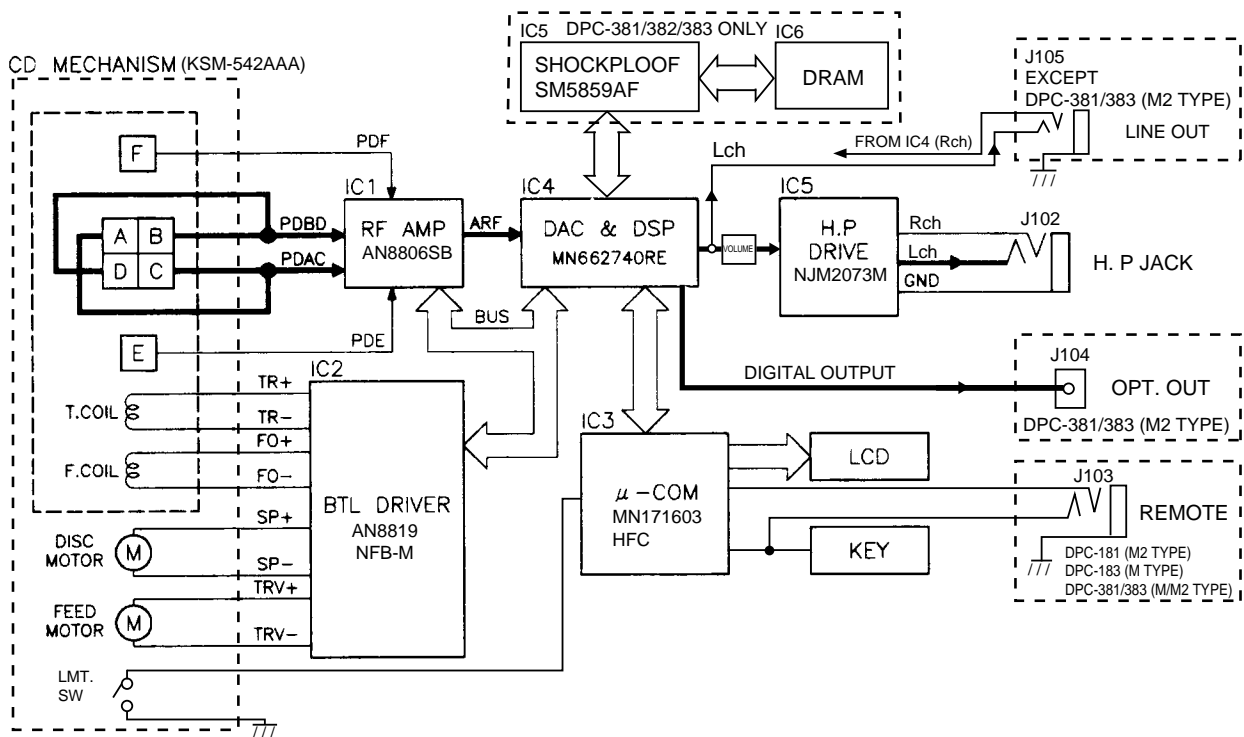 IC5 DPC-381/382/383 ONLY IC6
SHOCKPLOOF
SM5859AF
DRAM
CD MECHANISM (KSM-542AAA)
J105
EXCEPT
DPC-381/383 (M2 TYPE)
LINE OUT
FROM IC4 (Rch)
Lch
F
PDF
IC1
RF AMP
AN8806SB
A B
D C
PDBD
PDAC
ARF
IC4
DAC & DSP
MN662740RE
VOLUME
IC5
H.P
DRIVE
NJM2073M
Rch
Lch
GND
J102
H. P JACK
BUS
E
PDE
IC2
BTL DRIVER
AN8819
NFB-M
T.COIL
TR+
TR-
F.COIL
FO+
FO-
DISC
MOTOR
M
SP+
SP-
FEED
MOTOR
M
TRV+
TRV-
LMT.
SW
DIGITAL OUTPUT
J104
OPT. OUT
DPC-381/383 (M2 TYPE)
IC3
μ-COM
MN171603
HFC
LCD
KEY
J103
REMOTE
DPC-181 (M2 TYPE)
DPC-183 (M TYPE)
DPC-381/383 (M/M2 TYPE)